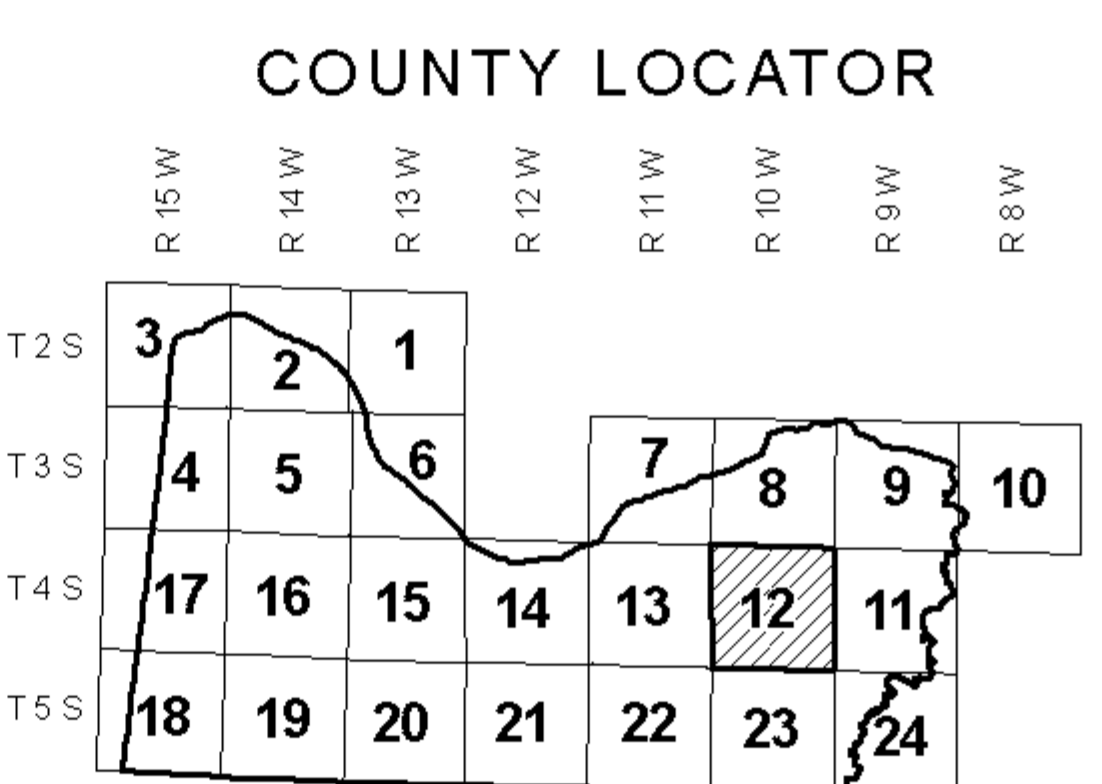 COUNTY LOCATOR
R 15 W R 14 W R 13 W R 12 W R 11 W R 10 W R 9 W R 8 W
T 2 S 3 2 1
T 3 S 4 5 6 7 8 9 10
T 4 S 17 16 15 14 13 12 11
T 5 S 18 19 20 21 22 23 24